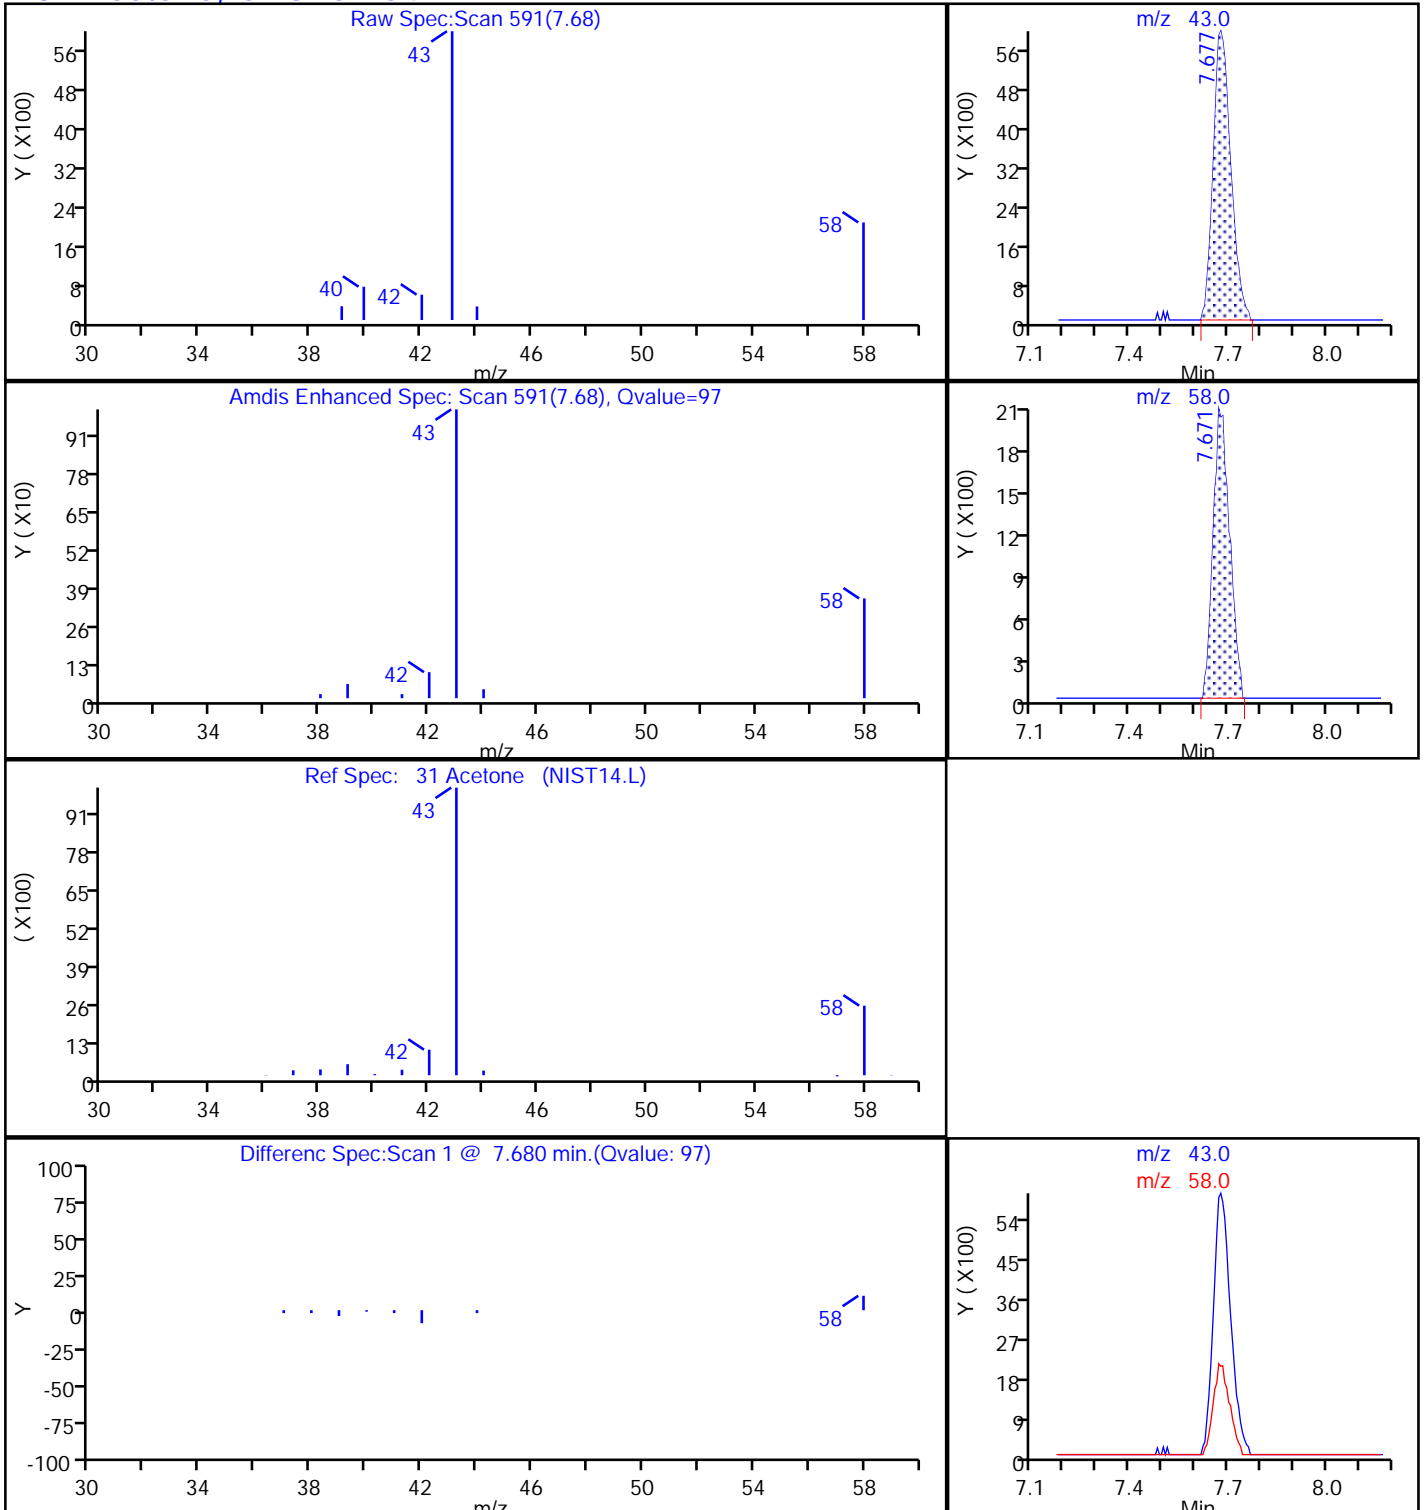 Raw Spec:Scan 591(7.68)
Y ( X100)
56
48
40
32
24
16
8
0
43
58
40
42
30 34 38 42 46 50 54 58
m/z
m/z 43.0
Y ( X100)
56
48
40
32
24
16
8
0
7.677
7.1 7.4 7.7 8.0
Min
Amdis Enhanced Spec: Scan 591(7.68), Qvalue=97
Y ( X10)
91
78
65
52
39
26
13
0
43
58
42
30 34 38 42 46 50 54 58
m/z
m/z 58.0
Y ( X100)
21
18
15
12
9
6
3
0
7.671
7.1 7.4 7.7 8.0
Min
Ref Spec: 31 Acetone (NIST14.L)
( X100)
91
78
65
52
39
26
13
0
43
58
42
30 34 38 42 46 50 54 58
Differenc Spec:Scan 1 @ 7.680 min.(Qvalue: 97)
Y
100
75
50
25
0
-25
-50
-75
-100
58
30 34 38 42 46 50 54 58
m/z
m/z 43.0
m/z 58.0
Y ( X100)
54
45
36
27
18
9
0
7.1 7.4 7.7 8.0
Min